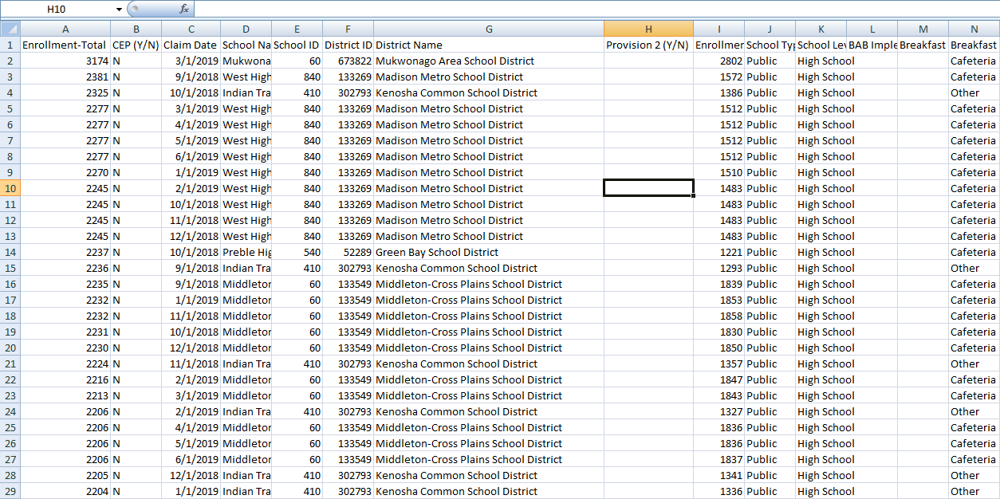 H10 fx
A B C D E F G H I J K L M N
1 Enrollment-Total CEP (Y/N) Claim Date School Na School ID District ID District Name Provision 2 (Y/N) Enrollmer School Typ School Lev BAB Imple Breakfast Breakfast
2 3174 N 3/1/2019 Mukwona 60 673822 Mukwonago Area School District 2802 Public High School Cafeteria
3 2381 N 9/1/2018 West High 840 133269 Madison Metro School District 1572 Public High School Cafeteria
4 2325 N 10/1/2018 Indian Tra 410 302793 Kenosha Common School District 1386 Public High School Other
5 2277 N 3/1/2019 West High 840 133269 Madison Metro School District 1512 Public High School Cafeteria
6 2277 N 4/1/2019 West High 840 133269 Madison Metro School District 1512 Public High School Cafeteria
7 2277 N 5/1/2019 West High 840 133269 Madison Metro School District 1512 Public High School Cafeteria
8 2277 N 6/1/2019 West High 840 133269 Madison Metro School District 1512 Public High School Cafeteria
9 2270 N 1/1/2019 West High 840 133269 Madison Metro School District 1510 Public High School Cafeteria
10 2245 N 2/1/2019 West High 840 133269 Madison Metro School District 1483 Public High School Cafeteria
11 2245 N 10/1/2018 West High 840 133269 Madison Metro School District 1483 Public High School Cafeteria
12 2245 N 11/1/2018 West High 840 133269 Madison Metro School District 1483 Public High School Cafeteria
13 2245 N 12/1/2018 West High 840 133269 Madison Metro School District 1483 Public High School Cafeteria
14 2237 N 10/1/2018 Preble Hig 540 52289 Green Bay School District 1221 Public High School Cafeteria
15 2236 N 9/1/2018 Indian Tra 410 302793 Kenosha Common School District 1293 Public High School Other
16 2235 N 9/1/2018 Middleton 60 133549 Middleton-Cross Plains School District 1839 Public High School Cafeteria
17 2232 N 1/1/2019 Middleton 60 133549 Middleton-Cross Plains School District 1853 Public High School Cafeteria
18 2232 N 11/1/2018 Middleton 60 133549 Middleton-Cross Plains School District 1858 Public High School Cafeteria
19 2231 N 10/1/2018 Middleton 60 133549 Middleton-Cross Plains School District 1830 Public High School Cafeteria
20 2230 N 12/1/2018 Middleton 60 133549 Middleton-Cross Plains School District 1850 Public High School Cafeteria
21 2224 N 11/1/2018 Indian Tra 410 302793 Kenosha Common School District 1357 Public High School Other
22 2216 N 2/1/2019 Middleton 60 133549 Middleton-Cross Plains School District 1847 Public High School Cafeteria
23 2213 N 3/1/2019 Middleton 60 133549 Middleton-Cross Plains School District 1843 Public High School Cafeteria
24 2206 N 2/1/2019 Indian Tra 410 302793 Kenosha Common School District 1327 Public High School Other
25 2206 N 4/1/2019 Middleton 60 133549 Middleton-Cross Plains School District 1836 Public High School Cafeteria
26 2206 N 5/1/2019 Middleton 60 133549 Middleton-Cross Plains School District 1836 Public High School Cafeteria
27 2206 N 6/1/2019 Middleton 60 133549 Middleton-Cross Plains School District 1837 Public High School Cafeteria
28 2205 N 12/1/2018 Indian Tra 410 302793 Kenosha Common School District 1341 Public High School Other
29 2204 N 1/1/2019 Indian Tra 410 302793 Kenosha Common School District 1336 Public High School Other